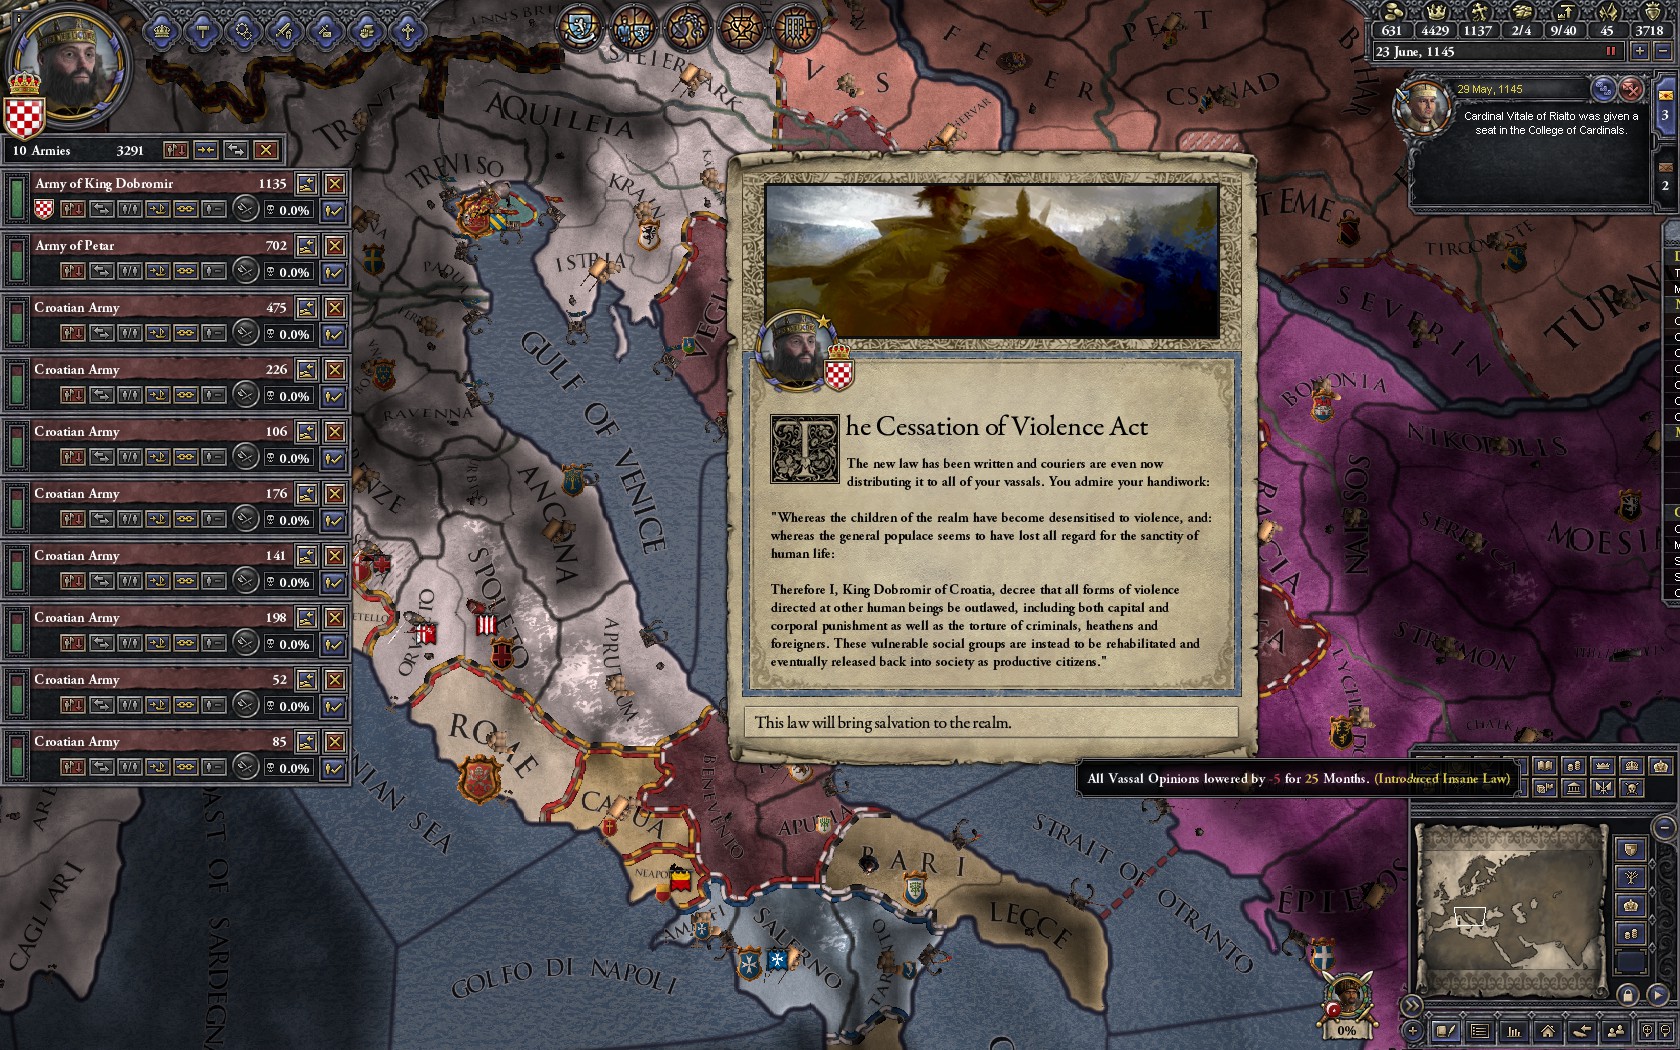 631 4429 1137 2/4 9/40 45 3718
23 June, 1145
29 May, 1145
Cardinal Vitale of Rialto was given a
seat in the College of Cardinals.
3
2
10 Armies 3291
Army of King Dobromir 1135
0.0%
Army of Petar 702
0.0%
Croatian Army 475
0.0%
Croatian Army 226
0.0%
Croatian Army 106
0.0%
Croatian Army 176
0.0%
Croatian Army 141
0.0%
Croatian Army 198
0.0%
Croatian Army 52
0.0%
Croatian Army 85
0.0%
The Cessation of Violence Act
The new law has been written and couriers are even now
distributing it to all of your vassals. You admire your handiwork:
"Whereas the children of the realm have become desensitised to violence, and:
whereas the general populace seems to have lost all regard for the sanctity of
human life:
Therefore I, King Dobromir of Croatia, decree that all forms of violence
directed at other human beings be outlawed, including both capital and
corporal punishment as well as the torture of criminals, heathens and
foreigners. These vulnerable social groups are instead to be rehabilitated and
eventually released back into society as productive citizens."
This law will bring salvation to the realm.
All Vassal Opinions lowered by -5 for 25 Months. (Introduced Insane Law)
AQUILEIA
TREVISO
ISTRIA
GULF OF VENICE
RAVENNA
ANCONA
SPOLETO
ORVIETO
APRUTIUM
ROME
CAPUA
BENEVENTO
APULIA
BARI
LECCE
SALERNO
GOLFO DI NAPOLI
STRAIT OF OTRANTO
CAGLIARI
PEST
CSANAD
SEVERIN
TIRGOVISTE
BONONIA
NIKOPOLIS
SERDICA
STRYMON
EPIEROS
0%